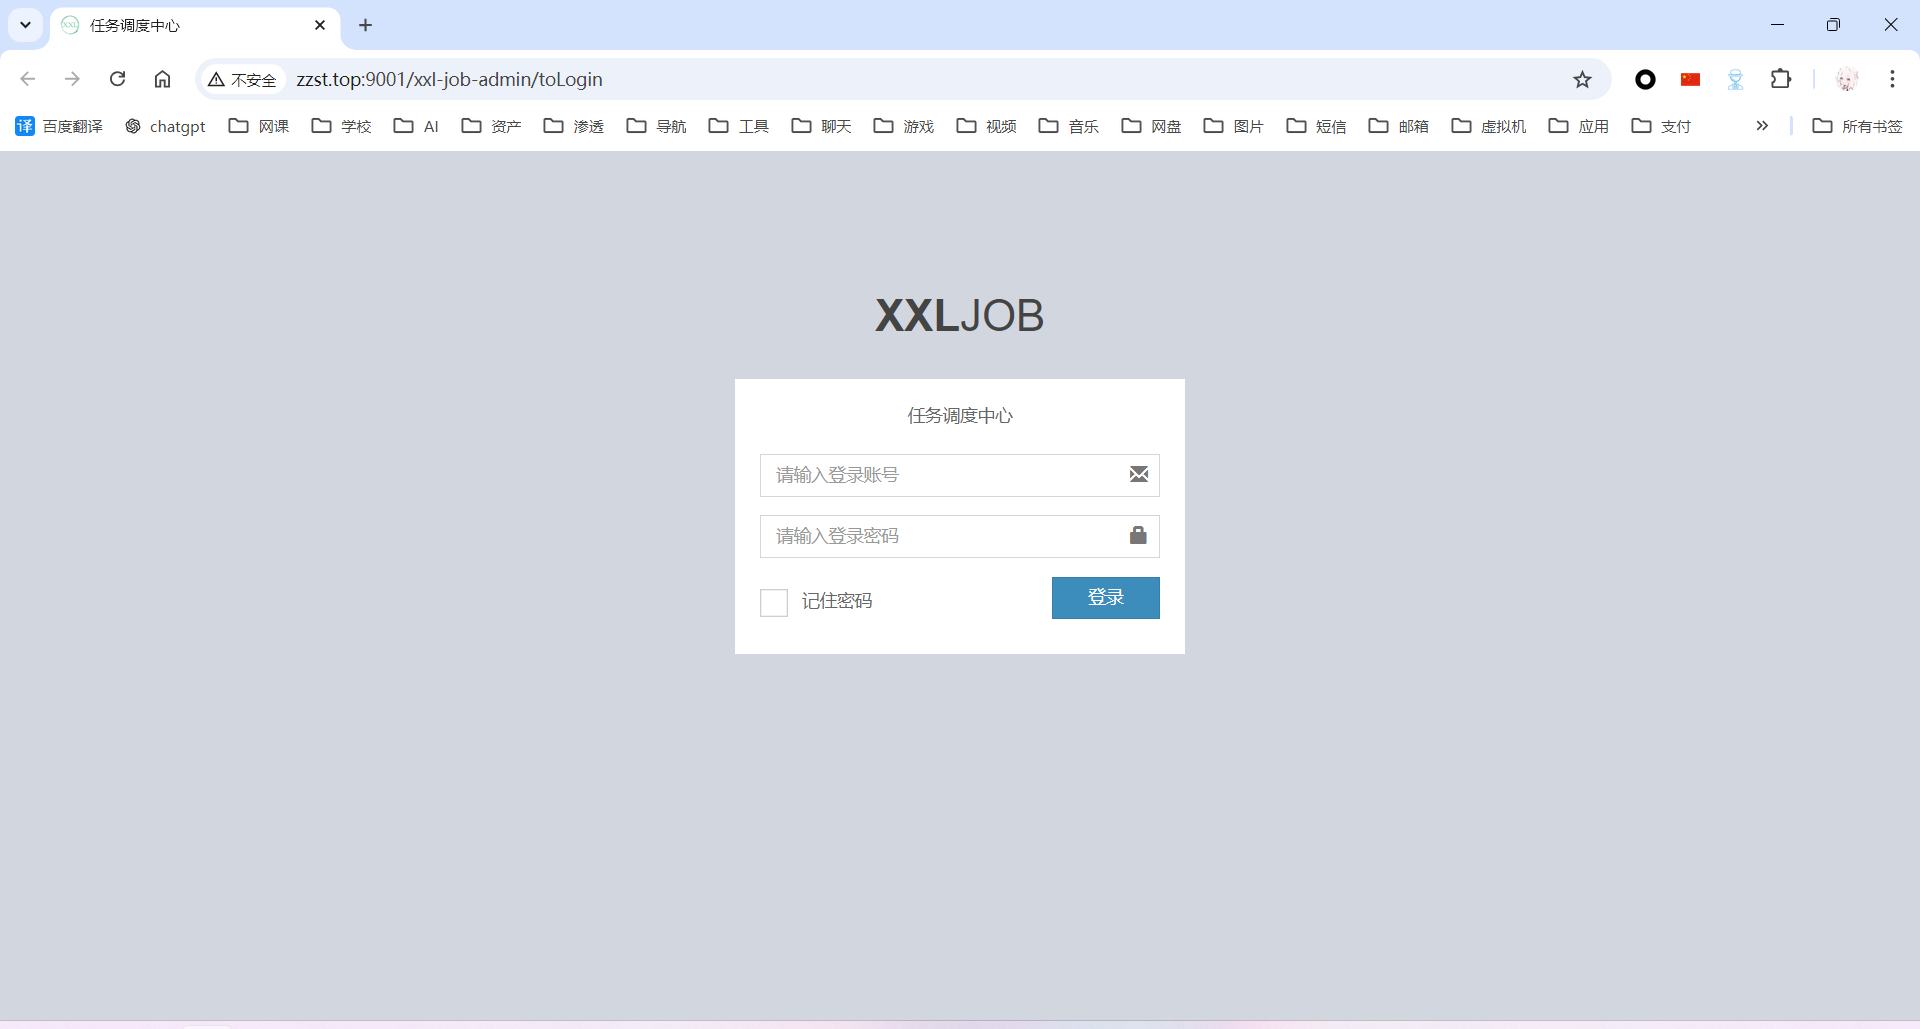 任务调度中心
不安全 zzst.top:9001/xxl-job-admin/toLogin
译 百度翻译 chatgpt 网课 学校 AI 资产 渗透 导航 工具 聊天 游戏 视频 音乐 网盘 图片 短信 邮箱 虚拟机 应用 支付 » 所有书签
XXLJOB
任务调度中心
请输入登录账号
请输入登录密码
记住密码 登录